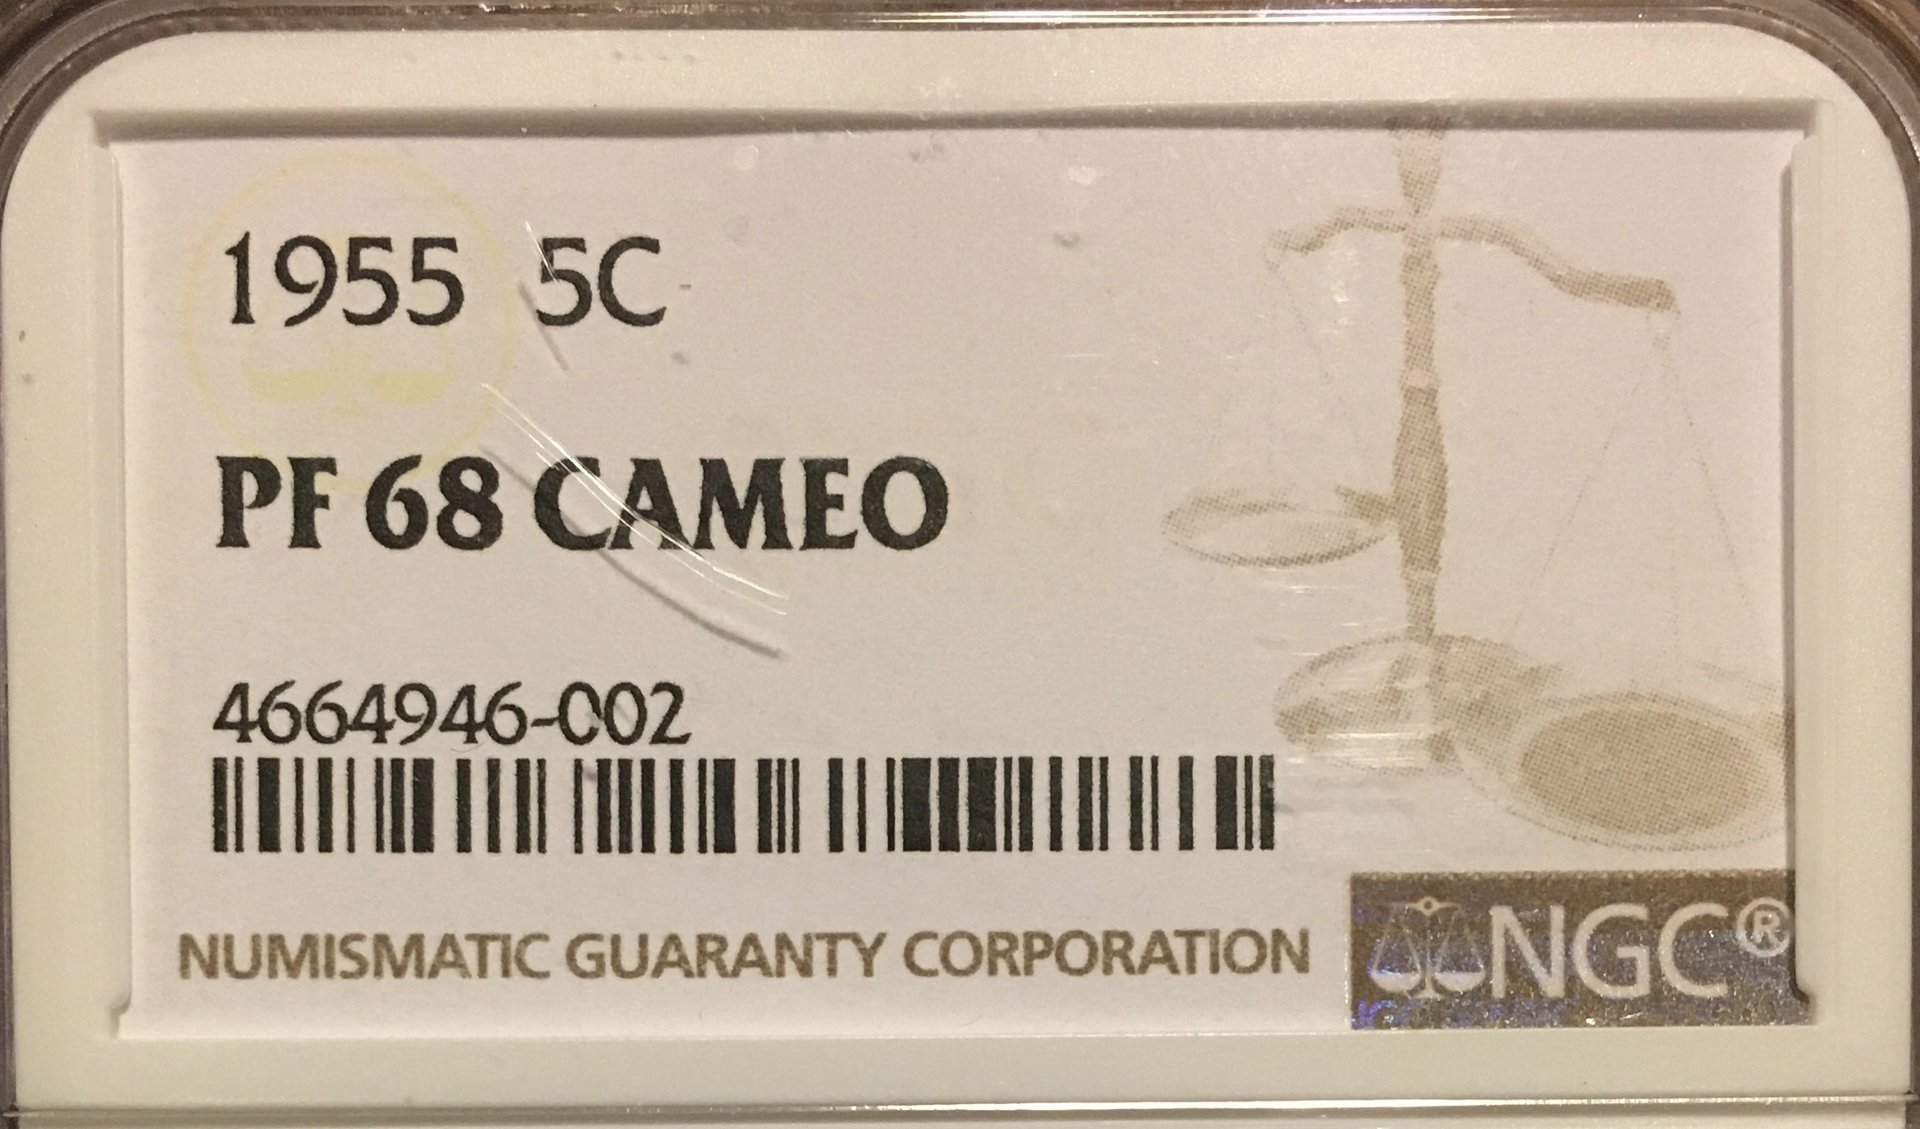 1955 5C
PF 68 CAMEO
4664946-002
NUMISMATIC GUARANTY CORPORATION
NGC®